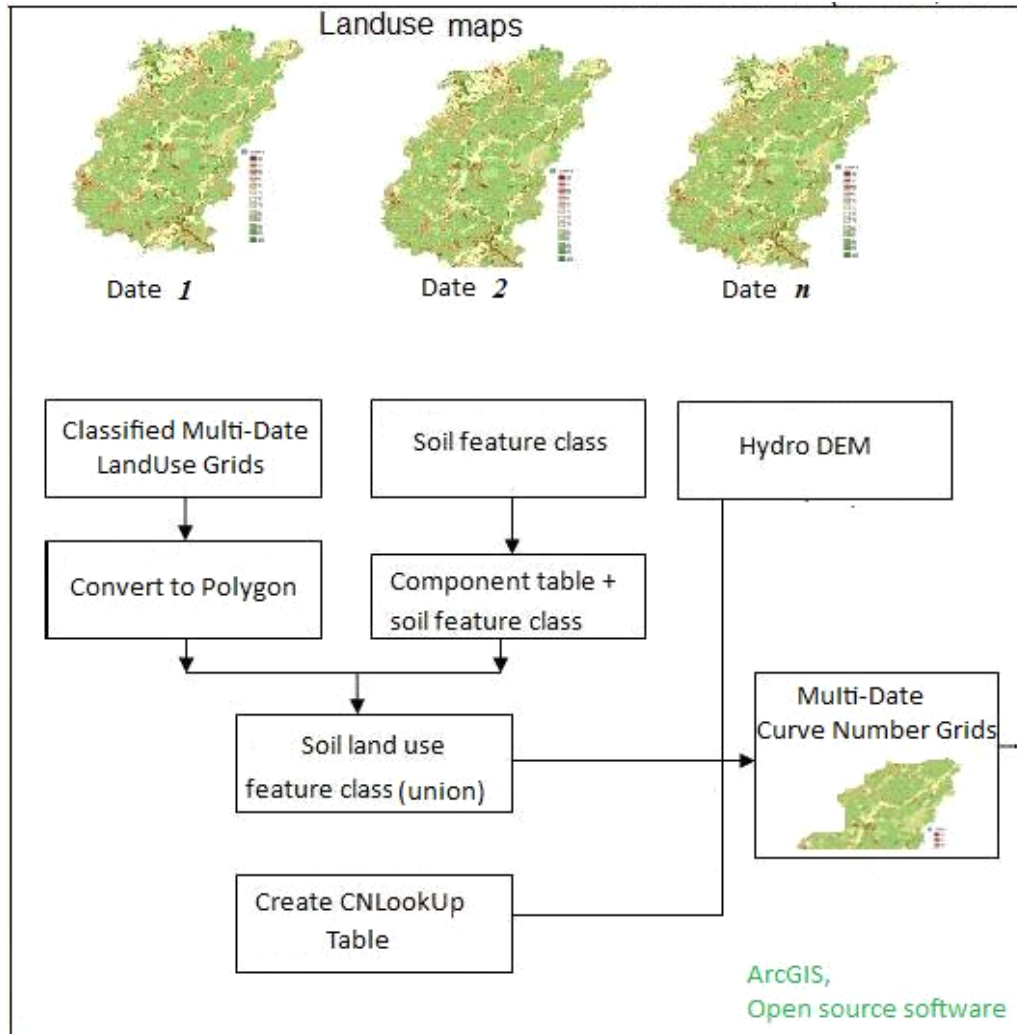 Landuse maps
Date 1
Date 2
Date n
Classified Multi-Date
LandUse Grids
Soil feature class
Hydro DEM
Convert to Polygon
Component table +
soil feature class
Soil land use
feature class (union)
Multi-Date
Curve Number Grids
Create CNLookUp
Table
ArcGIS,
Open source software